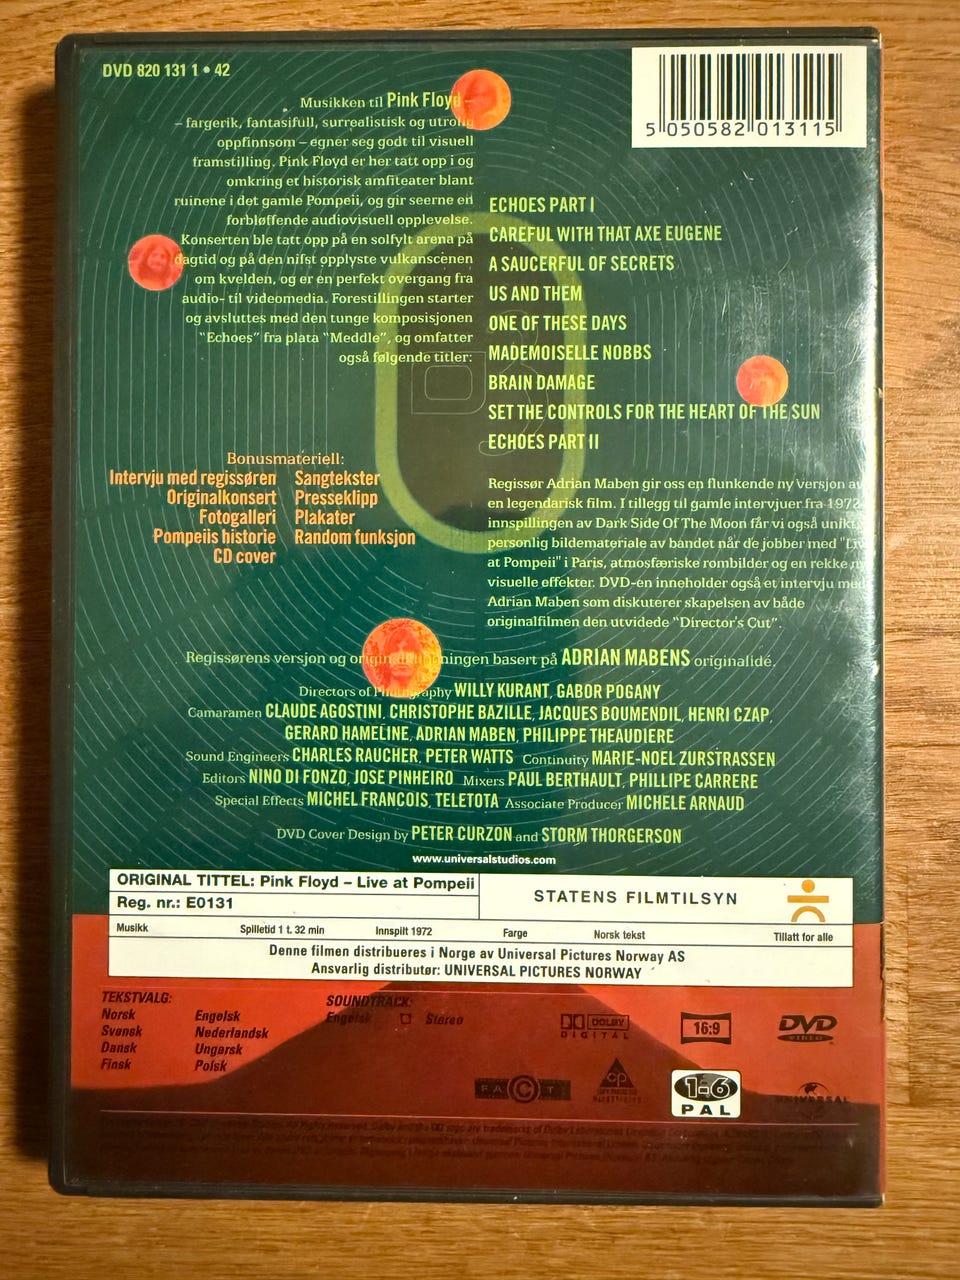 DVD 820 131 1 • 42
5 050582 013115
Musikken til Pink Floyd –
– fargerik, fantasifull, surrealistisk og utrolig
oppfinnsom – egner seg godt til visuell
framstilling. Pink Floyd er her tatt opp i og
omkring et historisk amfiteater blant
ruinene i det gamle Pompeii, og gir seerne en
forbløffende audiovisuell opplevelse.
Konserten ble tatt opp på en solfylt arena på
dagtid og på den nifst opplyste vulkanscenen
om kvelden, og er en perfekt overgang fra
audio- til videomedia. Forestillingen starter
og avsluttes med den tunge komposisjonen
“Echoes” fra plata “Meddle”, og omfatter
også følgende titler:
ECHOES PART I
CAREFUL WITH THAT AXE EUGENE
A SAUCERFUL OF SECRETS
US AND THEM
ONE OF THESE DAYS
MADEMOISELLE NOBBS
BRAIN DAMAGE
SET THE CONTROLS FOR THE HEART OF THE SUN
ECHOES PART II
Bonusmateriell:
Intervju med regissøren Sangtekster
Originalkonsert Presseklipp
Fotogalleri Plakater
Pompeiis historie Random funksjon
CD cover
Regissør Adrian Maben gir oss en flunkende ny versjon av
en legendarisk film. I tillegg til gamle intervjuer fra 1972-
innspillingen av Dark Side Of The Moon får vi også unikt,
personlig bildemateriale av bandet når de jobber med "Live
at Pompeii" i Paris, atmosfæriske rombilder og en rekke ny
visuelle effekter. DVD-en inneholder også et intervju med
Adrian Maben som diskuterer skapelsen av både
originalfilmen den utvidede “Director's Cut”.
Regissørens versjon og basert på ADRIAN MABENS originalidé.
Directors of Photography WILLY KURANT, GABOR POGANY
Camaramen CLAUDE AGOSTINI, CHRISTOPHE BAZILLE, JACQUES BOUMENDIL, HENRI CZAP,
GERARD HAMELINE, ADRIAN MABEN, PHILIPPE THEAUDIERE
Sound Engineers CHARLES RAUCHER, PETER WATTS Continuity MARIE-NOEL ZURSTRASSEN
Editors NINO DI FONZO, JOSE PINHEIRO Mixers PAUL BERTHAULT, PHILLIPE CARRERE
Special Effects MICHEL FRANCOIS, TELETOTA Associate Producer MICHELE ARNAUD
DVD Cover Design by PETER CURZON and STORM THORGERSON
www.universalstudios.com
ORIGINAL TITTEL: Pink Floyd – Live at Pompeii
Reg. nr.: E0131
STATENS FILMTILSYN
Musikk Spilletid 1 t. 32 min Innspilt 1972 Farge Norsk tekst Tillatt for alle
Denne filmen distribueres i Norge av Universal Pictures Norway AS
Ansvarlig distributør: UNIVERSAL PICTURES NORWAY
TEKSTVALG:
Norsk Engelsk
Svensk Nederlandsk
Dansk Ungarsk
Finsk Polsk
SOUNDTRACK:
Engelsk Stereo
DOLBY
DIGITAL
16:9
DVD
VIDEO
FACT
cp
1-6
PAL
UNIVERSAL